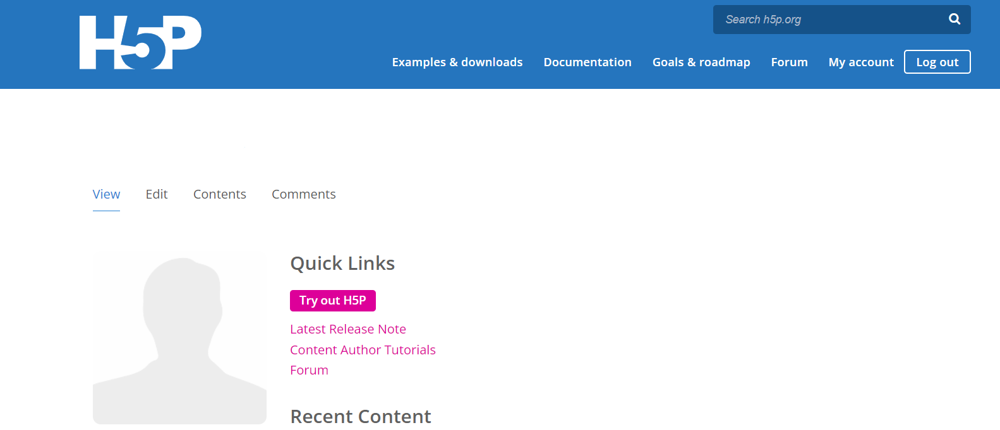 H5P
Search h5p.org
Examples & downloads Documentation Goals & roadmap Forum My account Log out
View Edit Contents Comments
Quick Links
Try out H5P
Latest Release Note
Content Author Tutorials
Forum
Recent Content